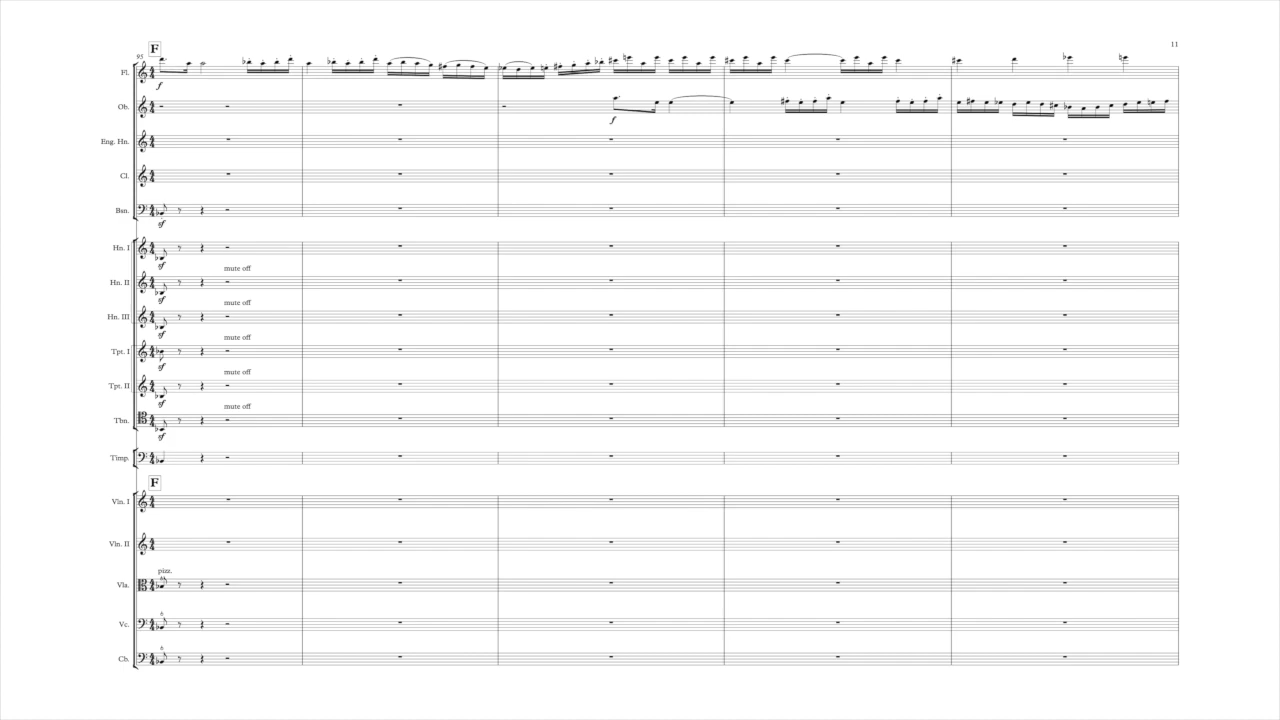 F
11
95
Fl.
f
Ob.
f
Eng. Hn.
Cl.
Bsn.
sf
Hn. I
sf
mute off
Hn. II
sf
mute off
Hn. III
sf
mute off
Tpt. I
sf
mute off
Tpt. II
sf
mute off
Tbn.
sf
Timp.
F
Vln. I
Vln. II
pizz.
Vla.
Vc.
Cb.